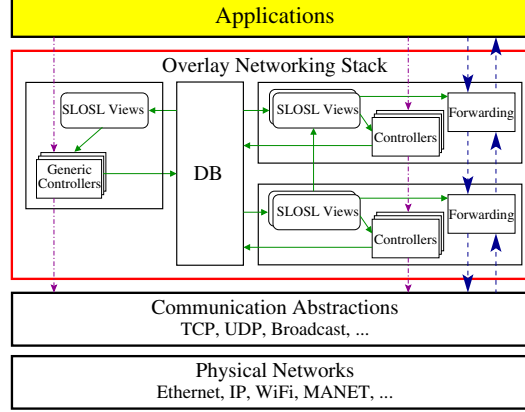 Applications
Overlay Networking Stack
SLOSL Views
Generic
Controllers
DB
SLOSL Views
Controllers
Forwarding
SLOSL Views
Controllers
Forwarding
Communication Abstractions
TCP, UDP, Broadcast, ...
Physical Networks
Ethernet, IP, WiFi, MANET, ...